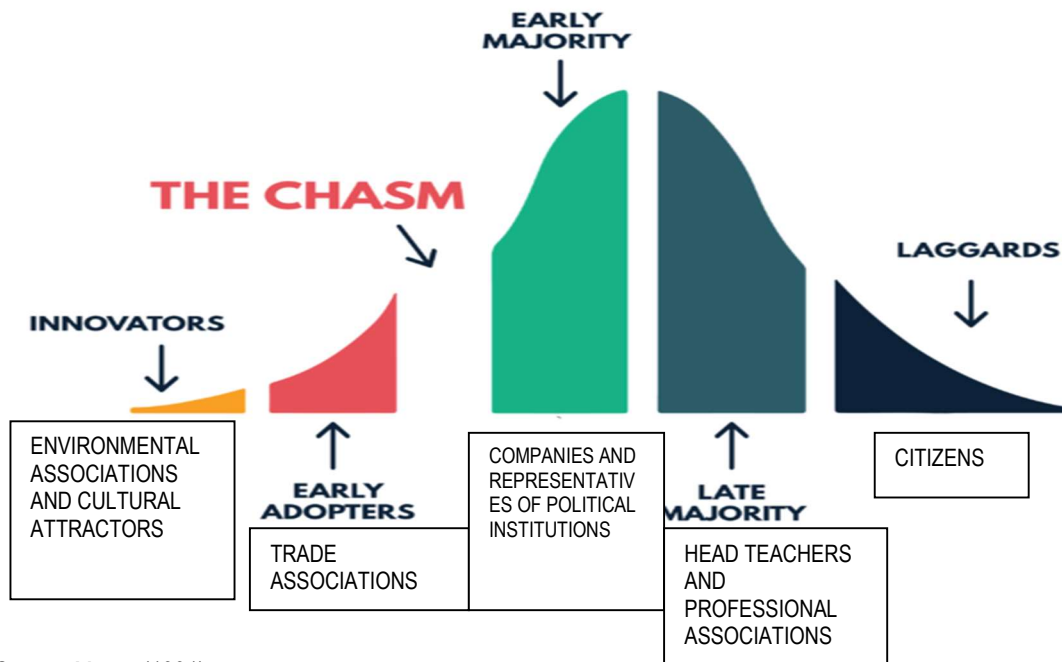 EARLY
MAJORITY
THE CHASM
LAGGARDS
INNOVATORS
ENVIRONMENTAL
ASSOCIATIONS
AND CULTURAL
ATTRACTORS
EARLY
ADOPTERS
TRADE
ASSOCIATIONS
COMPANIES AND
REPRESENTATIV
ES OF POLITICAL
INSTITUTIONS
LATE
MAJORITY
HEAD TEACHERS
AND
PROFESSIONAL
ASSOCIATIONS
CITIZENS